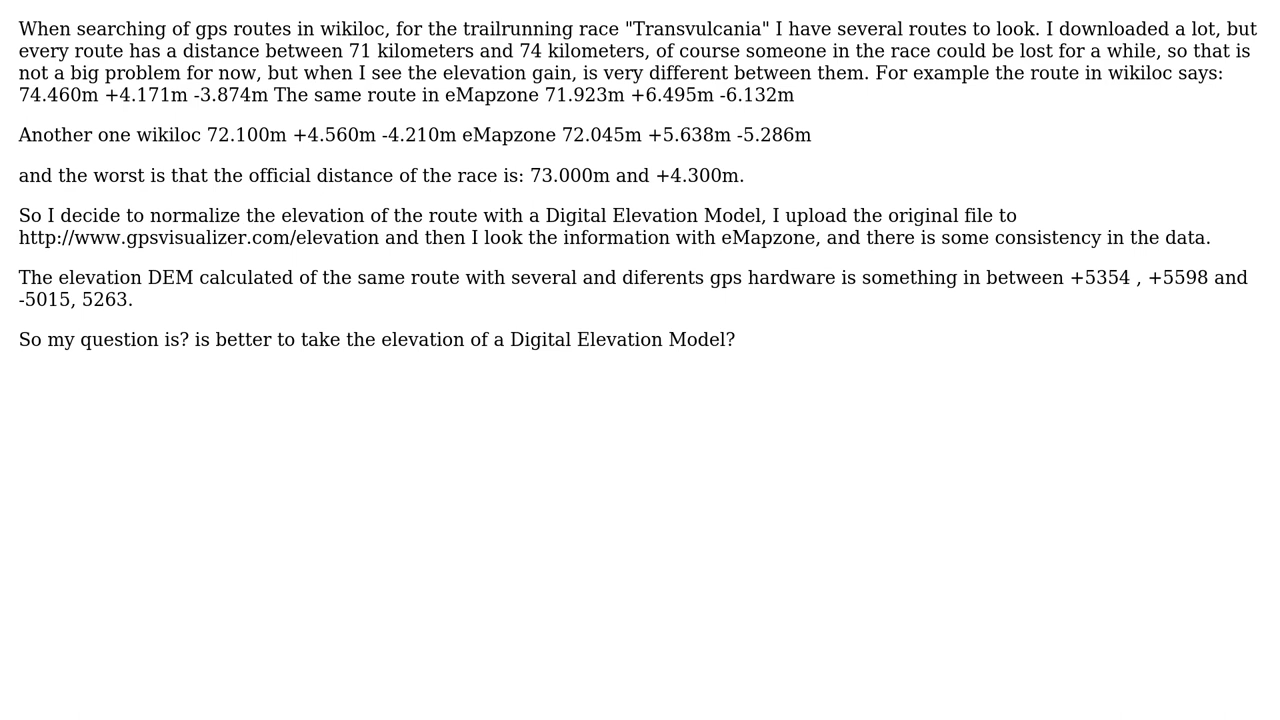 When searching of gps routes in wikiloc, for the trailrunning race "Transvulcania" I have several routes to look. I downloaded a lot, but
every route has a distance between 71 kilometers and 74 kilometers, of course someone in the race could be lost for a while, so that is
not a big problem for now, but when I see the elevation gain, is very different between them. For example the route in wikiloc says:
74.460m +4.171m -3.874m The same route in eMapzone 71.923m +6.495m -6.132m
Another one wikiloc 72.100m +4.560m -4.210m eMapzone 72.045m +5.638m -5.286m
and the worst is that the official distance of the race is: 73.000m and +4.300m.
So I decide to normalize the elevation of the route with a Digital Elevation Model, I upload the original file to
http://www.gpsvisualizer.com/elevation and then I look the information with eMapzone, and there is some consistency in the data.
The elevation DEM calculated of the same route with several and diferents gps hardware is something in between +5354 , +5598 and
-5015, 5263.
So my question is? is better to take the elevation of a Digital Elevation Model?